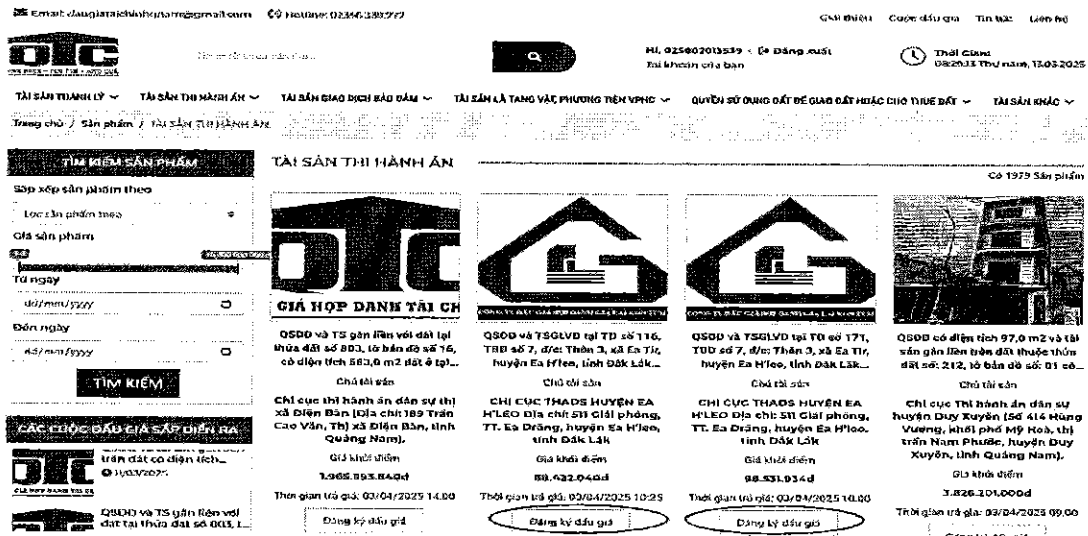 Email: daugiataichinhqnam@gmail.com Hotline: 02356.339.777
Giới thiệu Cuộc đấu giá Tin tức Liên hệ
OTC
Hi, 025802013539 - Đăng xuất
Tài khoản của bạn
Thời Gian:
08:26:33 Thứ năm, 13.03.2025
TÀI SẢN THANH LÝ TÀI SẢN THI HÀNH ÁN TÀI SẢN GIAO DỊCH BẢO ĐẢM TÀI SẢN LÀ TANG VẬT, PHƯƠNG TIỆN VPHC QUYỀN SỬ DỤNG ĐẤT ĐỂ GIAO ĐẤT HOẶC CHO THUÊ ĐẤT TÀI SẢN KHÁC
Trang chủ / Sản phẩm / TÀI SẢN THI HÀNH ÁN
TÌM KIẾM SẢN PHẨM
Sắp xếp sản phẩm theo
Lọc sản phẩm theo
Giá sản phẩm
Từ ngày
dd/mm/yyyy
Đến ngày
dd/mm/yyyy
TÌM KIẾM
CÁC CUỘC ĐẤU GIÁ SẮP DIỄN RA
trên đất có diện tích...
11/03/2025
QSDĐ và TS gắn liền với
đất tại thửa đất số 803, t...
TÀI SẢN THI HÀNH ÁN
Có 1979 Sản phẩm
OTC
GIÁ HỢP DANH TÀI CH
QSDĐ và TS gắn liền với đất tại
thửa đất số 803, tờ bản đồ số 16,
có diện tích 583,0 m2 đất ở tại...
Chủ tài sản
Chi cục thi hành án dân sự thị
xã Điện Bàn (Địa chỉ: 189 Trần
Cao Vân, Thị xã Điện Bàn, tỉnh
Quảng Nam).
Giá khởi điểm
Thời gian trả giá: 03/04/2025 14:00
Đăng ký đấu giá
QSDĐ và TSGLVD tại TĐ số 116,
TBĐ số 7, đ/c: Thôn 3, xã Ea Tir,
huyện Ea H'leo, tỉnh Đắk Lắk...
Chủ tài sản
CHI CỤC THADS HUYỆN EA
H'LEO Địa chỉ: 511 Giải phóng,
TT. Ea Drăng, huyện Ea H'leo,
tỉnh Đắk Lắk
Giá khởi điểm
88.432.040đ
Thời gian trả giá: 03/04/2025 10:25
Đăng ký đấu giá
QSDĐ và TSGLVD tại TĐ số 171,
TBĐ số 7, đ/c: Thôn 3, xã Ea Tir,
huyện Ea H'leo, tỉnh Đắk Lắk...
Chủ tài sản
CHI CỤC THADS HUYỆN EA
H'LEO Địa chỉ: 511 Giải phóng,
TT. Ea Drăng, huyện Ea H'leo,
tỉnh Đắk Lắk
Giá khởi điểm
98.531.034đ
Thời gian trả giá: 03/04/2025 10:00
Đăng ký đấu giá
QSDĐ có diện tích 97,0 m2 và tài
sản gắn liền trên đất thuộc thửa
đất số: 212, tờ bản đồ số: 01 có...
Chủ tài sản
Chi cục Thi hành án dân sự
huyện Duy Xuyên (Số 414 Hùng
Vương, khối phố Mỹ Hoà, thị
trấn Nam Phước, huyện Duy
Xuyên, tỉnh Quảng Nam).
Giá khởi điểm
3.826.201.000đ
Thời gian trả giá: 03/04/2025 09:00